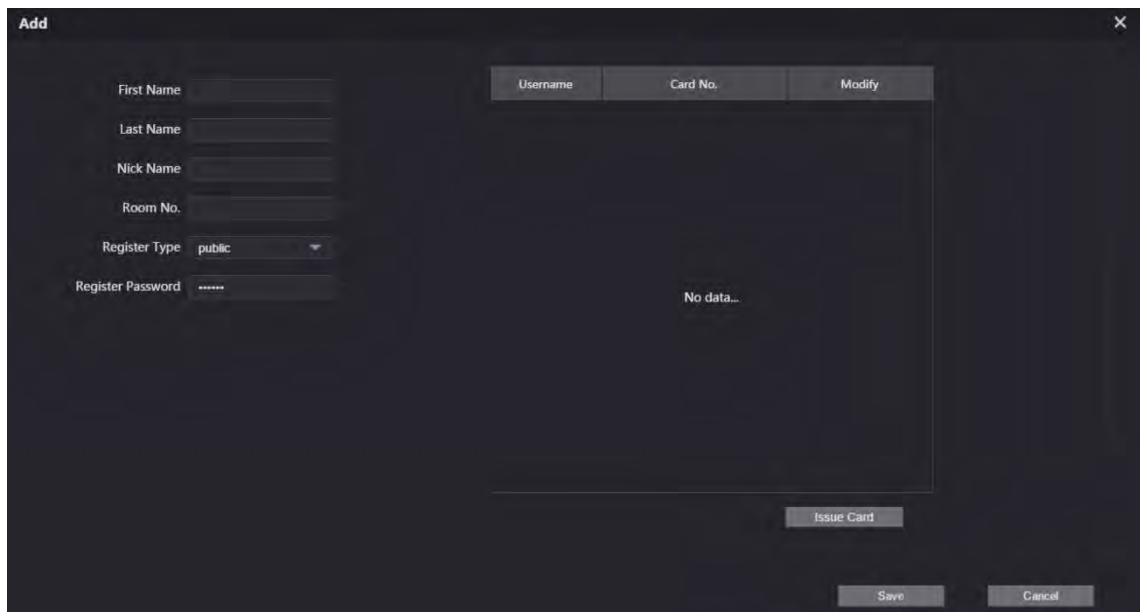 Add
First Name
Last Name
Nick Name
Room No.
Register Type public
Register Password ••••••
Username Card No. Modify
No data...
Issue Card
Save Cancel